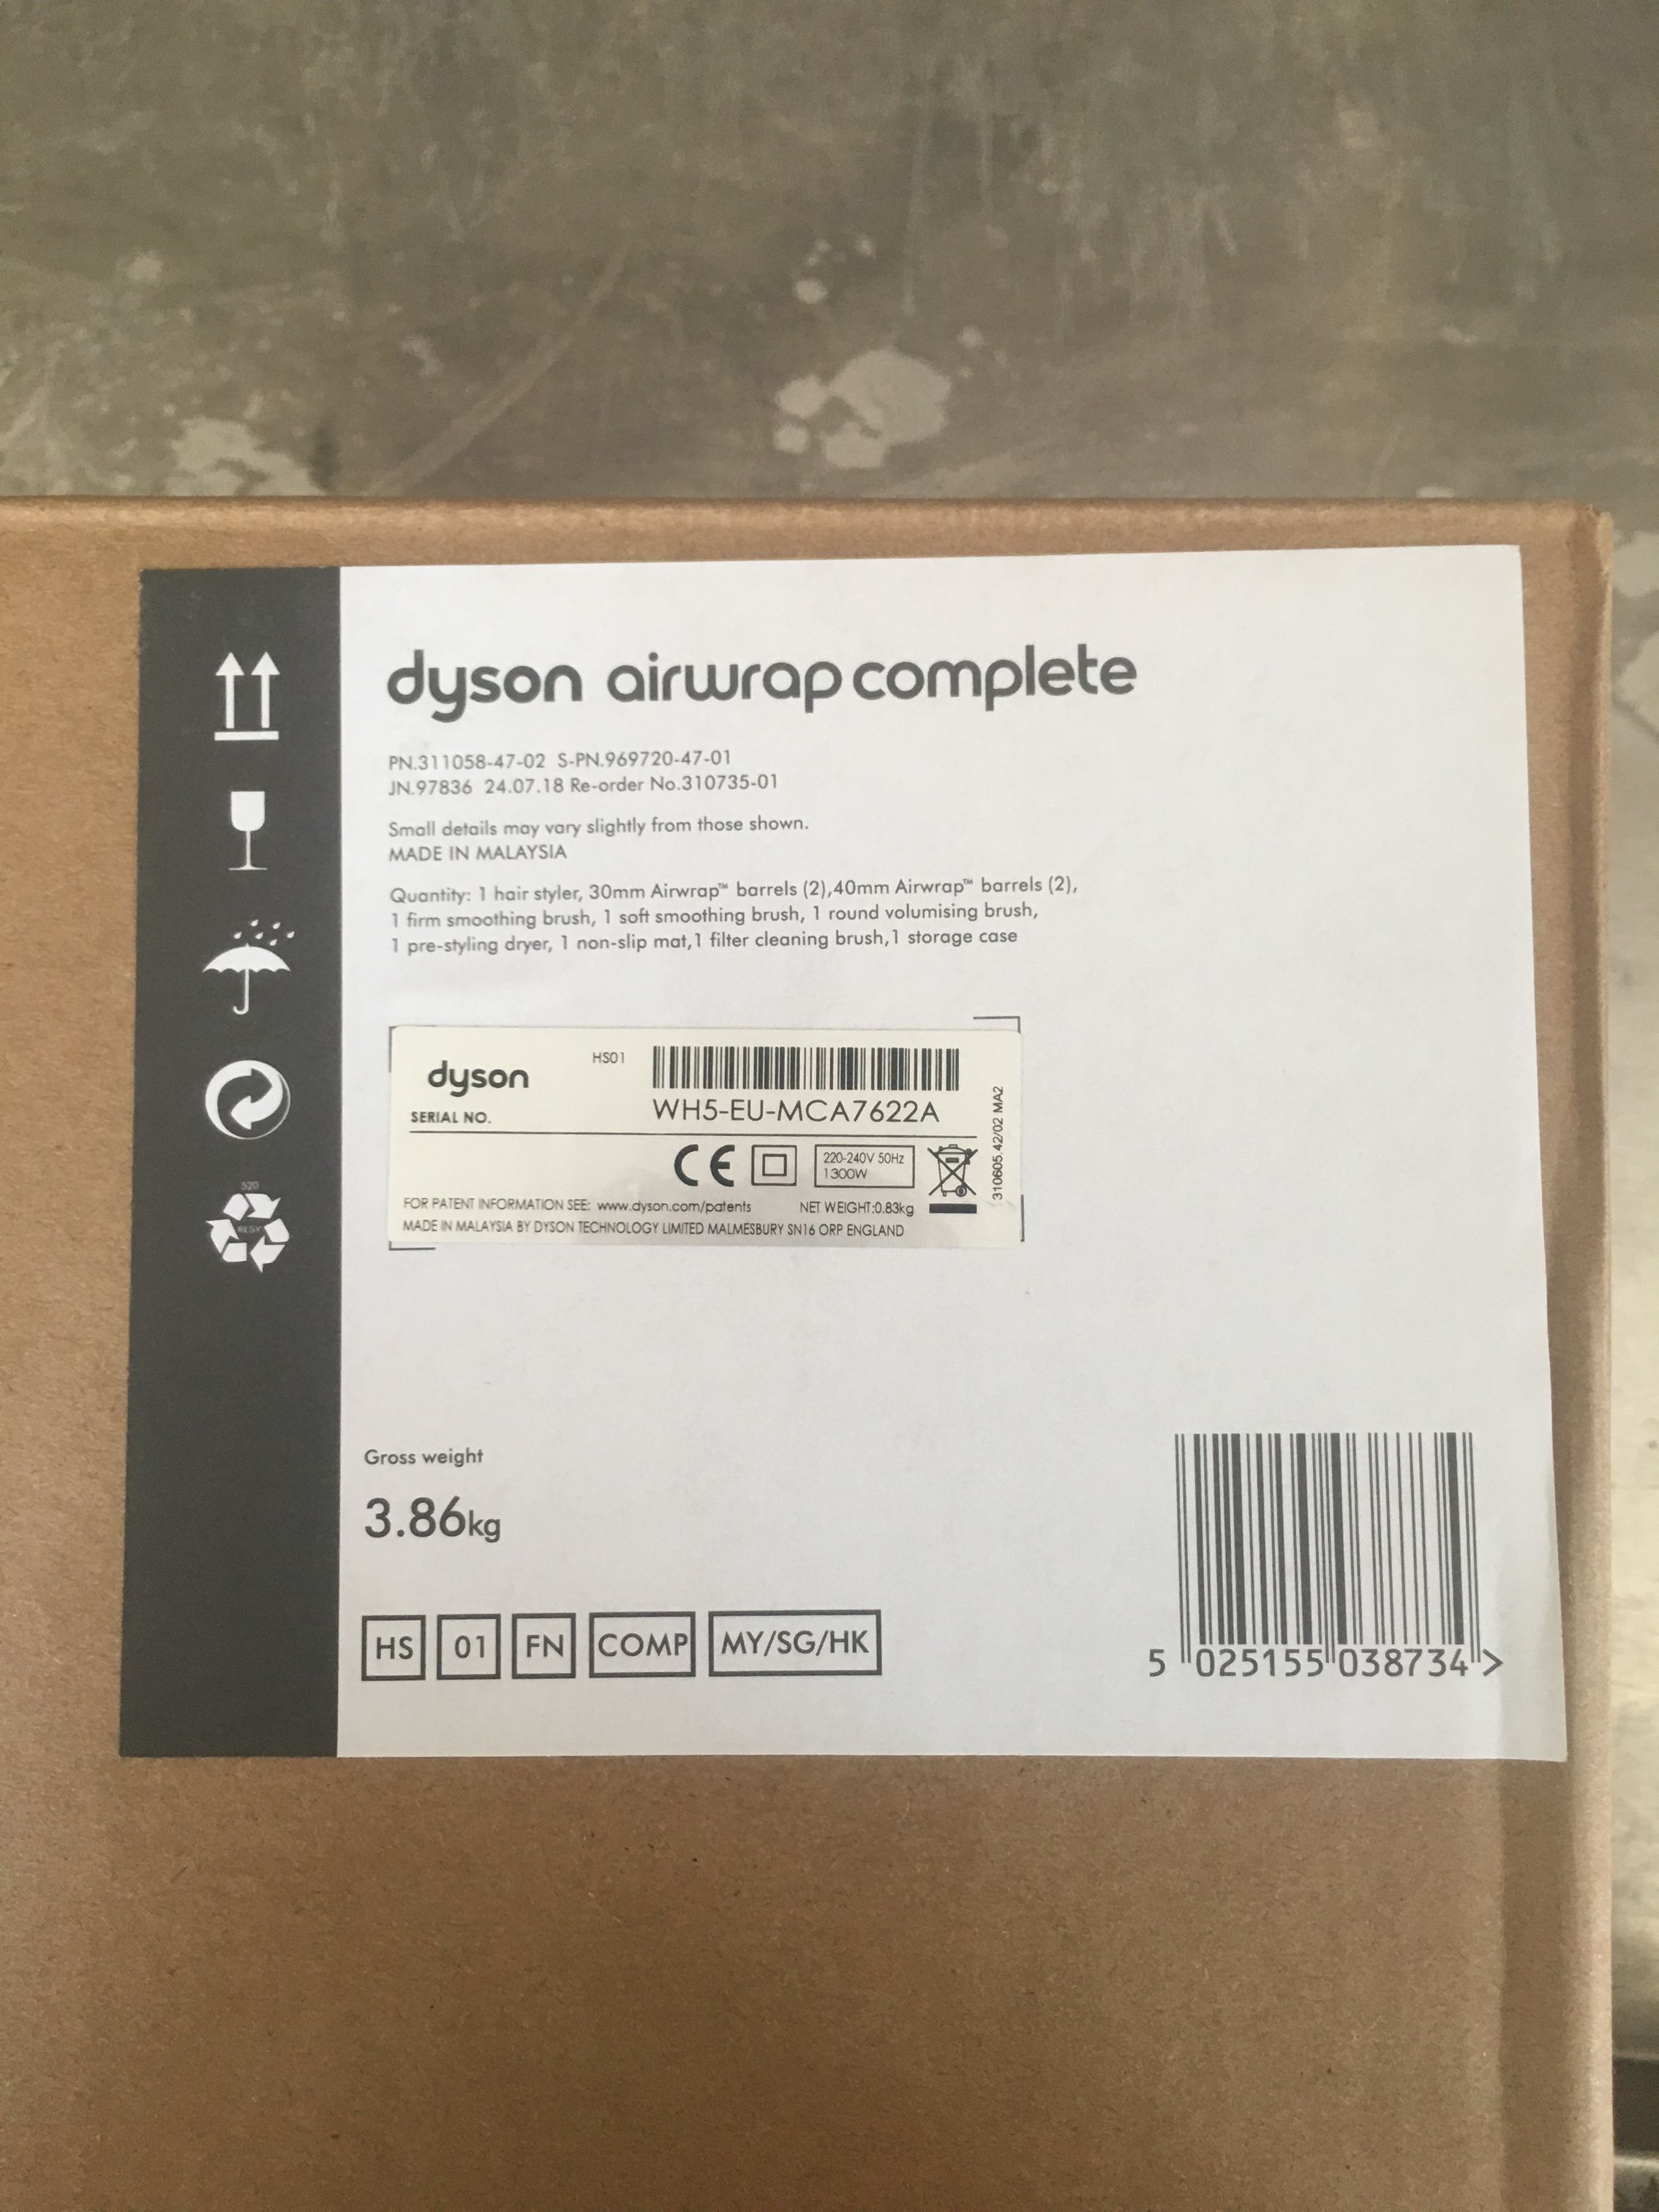 dyson airwrap complete
PN.311058-47-02 S-PN.969720-47-01
JN.97836 24.07.18 Re-order No.310735-01
Small details may vary slightly from those shown.
MADE IN MALAYSIA
Quantity: 1 hair styler, 30mm Airwrap™ barrels (2),40mm Airwrap™ barrels (2),
1 firm smoothing brush, 1 soft smoothing brush, 1 round volumising brush,
1 pre-styling dryer, 1 non-slip mat,1 filter cleaning brush,1 storage case
dyson
HS01
SERIAL NO.
WH5-EU-MCA7622A
310605.42/02 MA2
CE
220-240V 50Hz
1300W
FOR PATENT INFORMATION SEE: www.dyson.com/patents NET WEIGHT:0.83kg
MADE IN MALAYSIA BY DYSON TECHNOLOGY LIMITED MALMESBURY SN16 0RP ENGLAND
520
RESY
Gross weight
3.86kg
HS 01 FN COMP MY/SG/HK
5 025155 038734 >